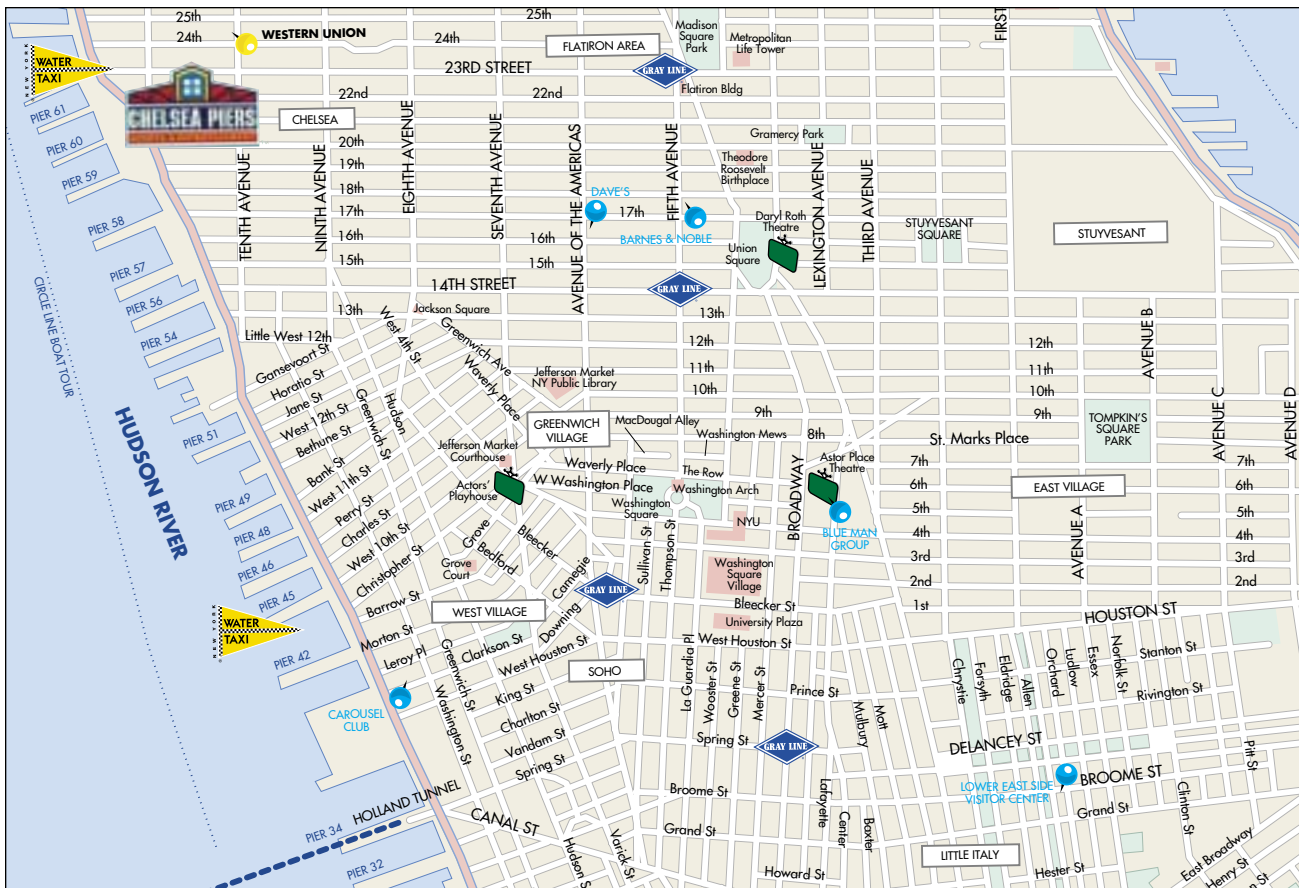 25th
25th
24th
WESTERN UNION
24th
FLATIRON AREA
Madison
Square
Park
Metropolitan
Life Tower
FIRST
NEW YORK
WATER
TAXI
23RD STREET
GRAY LINE
22nd
22nd
Flatiron Bldg
CHELSEA PIERS
CHELSEA
PIER 61
PIER 60
PIER 59
PIER 58
PIER 57
PIER 56
PIER 54
PIER 51
PIER 49
PIER 48
PIER 46
PIER 45
PIER 42
PIER 34
PIER 32
CIRCLE LINE BOAT TOUR
HUDSON RIVER
TENTH AVENUE
NINTH AVENUE
EIGHTH AVENUE
SEVENTH AVENUE
AVENUE OF THE AMERICAS
FIFTH AVENUE
LEXINGTON AVENUE
THIRD AVENUE
20th
19th
18th
17th
16th
15th
Gramercy Park
Theodore
Roosevelt
Birthplace
DAVE'S
17th
BARNES & NOBLE
16th
15th
Daryl Roth
Theatre
Union
Square
STUYVESANT
SQUARE
STUYVESANT
14TH STREET
GRAY LINE
13th
Jackson Square
13th
Little West 12th
12th
12th
11th
11th
10th
10th
9th
9th
8th
AVENUE B
AVENUE C
AVENUE D
AVENUE A
Gansevoort St
Horatio St
Jane St
West 12th St
Bethune St
Bank St
West 11th St
Perry St
Charles St
West 10th St
Christopher St
Barrow St
Morton St
Leroy Pl
West 4th St
Hudson
Greenwich St
Greenwich Ave
Waverly Place
Jefferson Market
NY Public Library
GREENWICH
VILLAGE
MacDougal Alley
Washington Mews
St. Marks Place
TOMPKIN'S
SQUARE
PARK
Jefferson Market
Courthouse
Actors'
Playhouse
Waverly Place
W Washington Place
The Row
Washington Arch
Washington
Square
BROADWAY
Astor Place
Theatre
BLUE MAN
GROUP
7th
6th
5th
4th
3rd
2nd
1st
7th
6th
5th
4th
3rd
2nd
EAST VILLAGE
NYU
Sullivan St
Thompson St
Washington
Square
Village
Grove
Bedford
Bleecker
Carmegie
Downing
Grove
Court
GRAY LINE
WEST VILLAGE
Bleecker St
University Plaza
HOUSTON ST
NEW YORK
WATER
TAXI
Clarkson St
West Houston St
West Houston St
SOHO
King St
Charlton St
Vandam St
Spring St
Greenwich St
Washington St
CAROUSEL
CLUB
La Guardia Pl
Wooster St
Greene St
Mercer St
Prince St
Spring St
GRAY LINE
Mulbury
Mott
Chrystie
Forsyth
Eldridge
Allen
Orchard
Ludlow
Essex
Norfolk St
Stanton St
Rivington St
DELANCEY ST
Pitt St
LOWER EAST SIDE
VISITOR CENTER
BROOME ST
Grand St
Clinton St
HOLLAND TUNNEL
CANAL ST
Hudson St
Varick St
Broome St
Grand St
Howard St
Lafayette
Center
Baxter
LITTLE ITALY
Hester St
East Broadway
Henry St